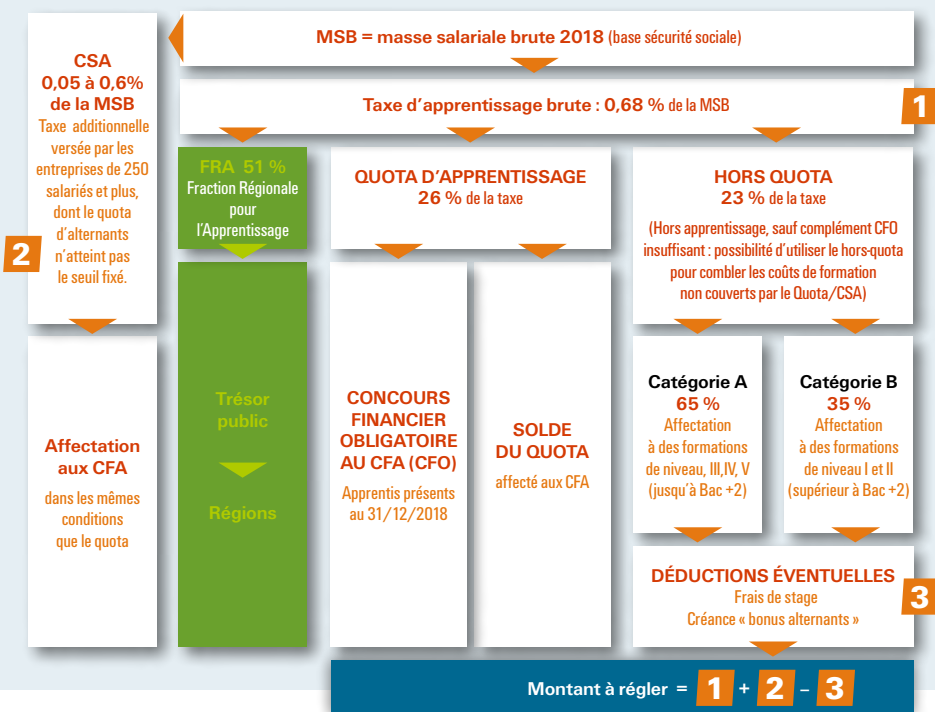 MSB = masse salariale brute 2018 (base sécurité sociale)
CSA
0,05 à 0,6%
de la MSB
Taxe additionnelle
versée par les
entreprises de 250
salariés et plus,
dont le quota
d'alternants
n'atteint pas
le seuil fixé.
2
Affectation
aux CFA
dans les mêmes
conditions
que le quota
Taxe d'apprentissage brute : 0,68 % de la MSB
1
FRA 51 %
Fraction Régionale
pour
l'Apprentissage
Trésor
public
Régions
QUOTA D'APPRENTISSAGE
26 % de la taxe
CONCOURS
FINANCIER
OBLIGATOIRE
AU CFA (CFO)
Apprentis présents
au 31/12/2018
SOLDE
DU QUOTA
affecté aux CFA
HORS QUOTA
23 % de la taxe
(Hors apprentissage, sauf complément CFO
insuffisant : possibilité d'utiliser le hors-quota
pour combler les coûts de formation
non couverts par le Quota/CSA)
Catégorie A
65 %
Affectation
à des formations
de niveau, III,IV, V
(jusqu'à Bac +2)
Catégorie B
35 %
Affectation
à des formations
de niveau I et II
(supérieur à Bac +2)
DÉDUCTIONS ÉVENTUELLES
Frais de stage
Créance « bonus alternants »
3
Montant à régler = 1 + 2 – 3